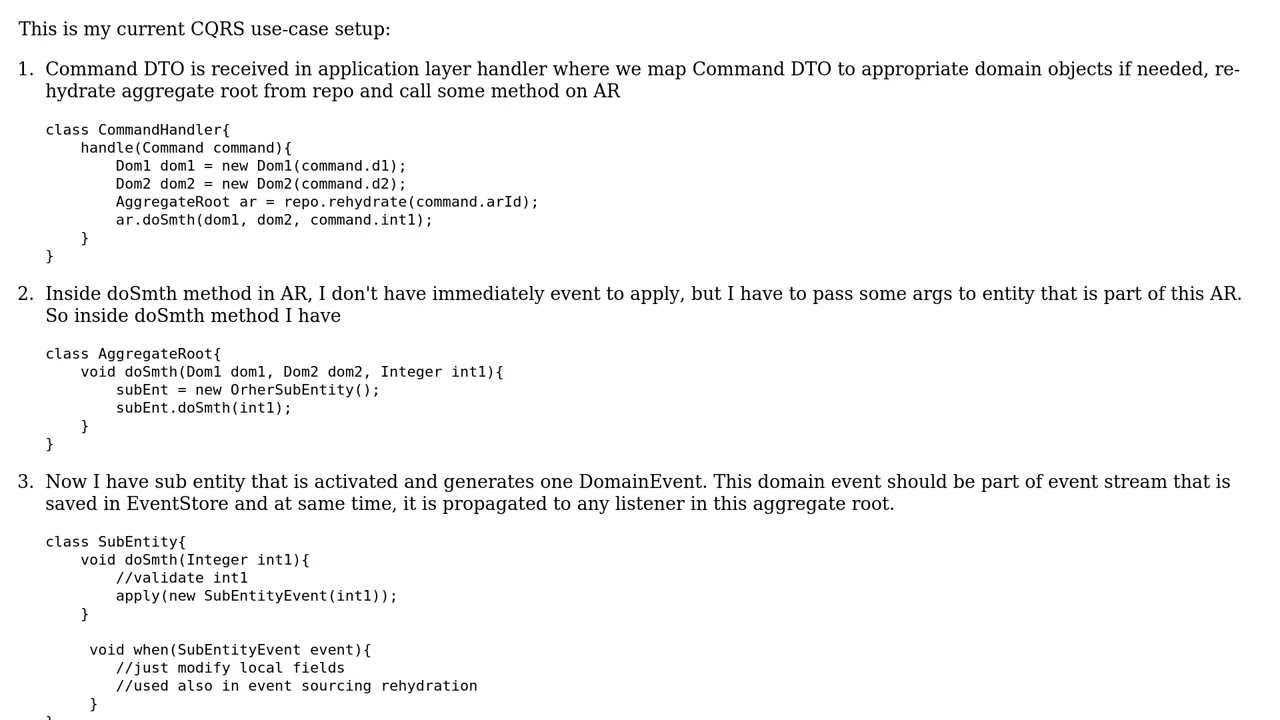 This is my current CQRS use-case setup:
1. Command DTO is received in application layer handler where we map Command DTO to appropriate domain objects if needed, re-
hydrate aggregate root from repo and call some method on AR
class CommandHandler{
    handle(Command command){
        Dom1 dom1 = new Dom1(command.d1);
        Dom2 dom2 = new Dom2(command.d2);
        AggregateRoot ar = repo.rehydrate(command.arId);
        ar.doSmth(dom1, dom2, command.int1);
    }
}
2. Inside doSmth method in AR, I don't have immediately event to apply, but I have to pass some args to entity that is part of this AR.
So inside doSmth method I have
class AggregateRoot{
    void doSmth(Dom1 dom1, Dom2 dom2, Integer int1){
        subEnt = new OrherSubEntity();
        subEnt.doSmth(int1);
    }
}
3. Now I have sub entity that is activated and generates one DomainEvent. This domain event should be part of event stream that is
saved in EventStore and at same time, it is propagated to any listener in this aggregate root.
class SubEntity{
    void doSmth(Integer int1){
        //validate int1
        apply(new SubEntityEvent(int1));
    }
     void when(SubEntityEvent event){
        //just modify local fields
        //used also in event sourcing rehydration
     }
}